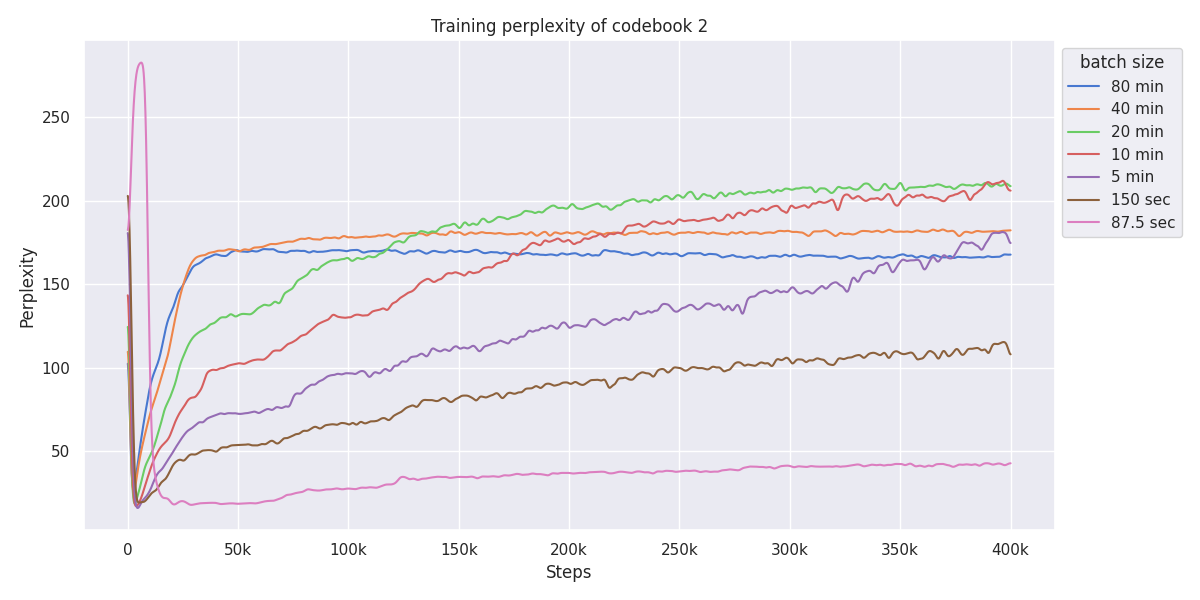 Training perplexity of codebook 2
Perplexity
250
200
150
100
50
0
50k
100k
150k
200k
250k
300k
350k
400k
Steps
batch size
80 min
40 min
20 min
10 min
5 min
150 sec
87.5 sec